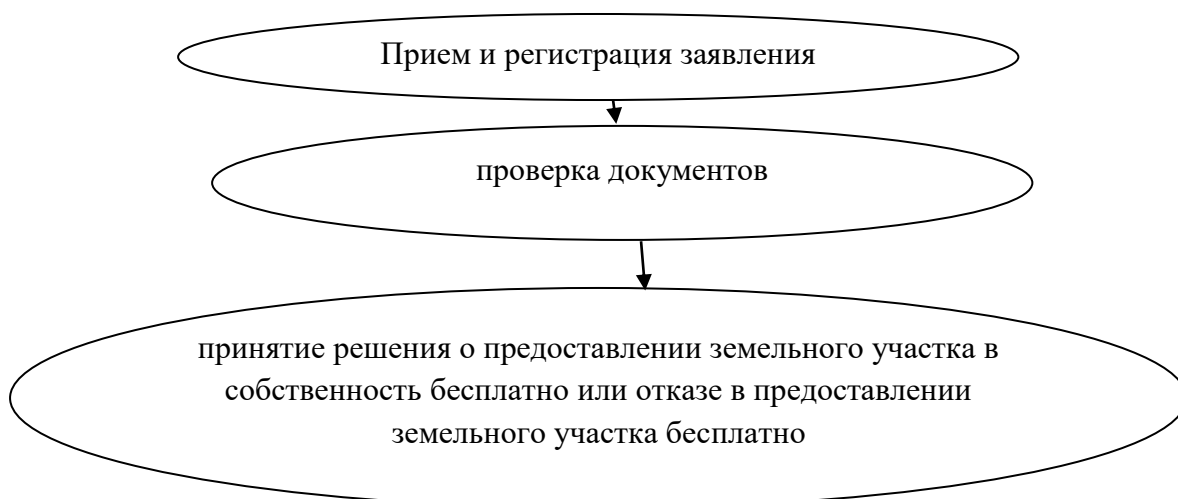 Прием и регистрация заявления
проверка документов
принятие решения о предоставлении земельного участка в
собственность бесплатно или отказе в предоставлении
земельного участка бесплатно